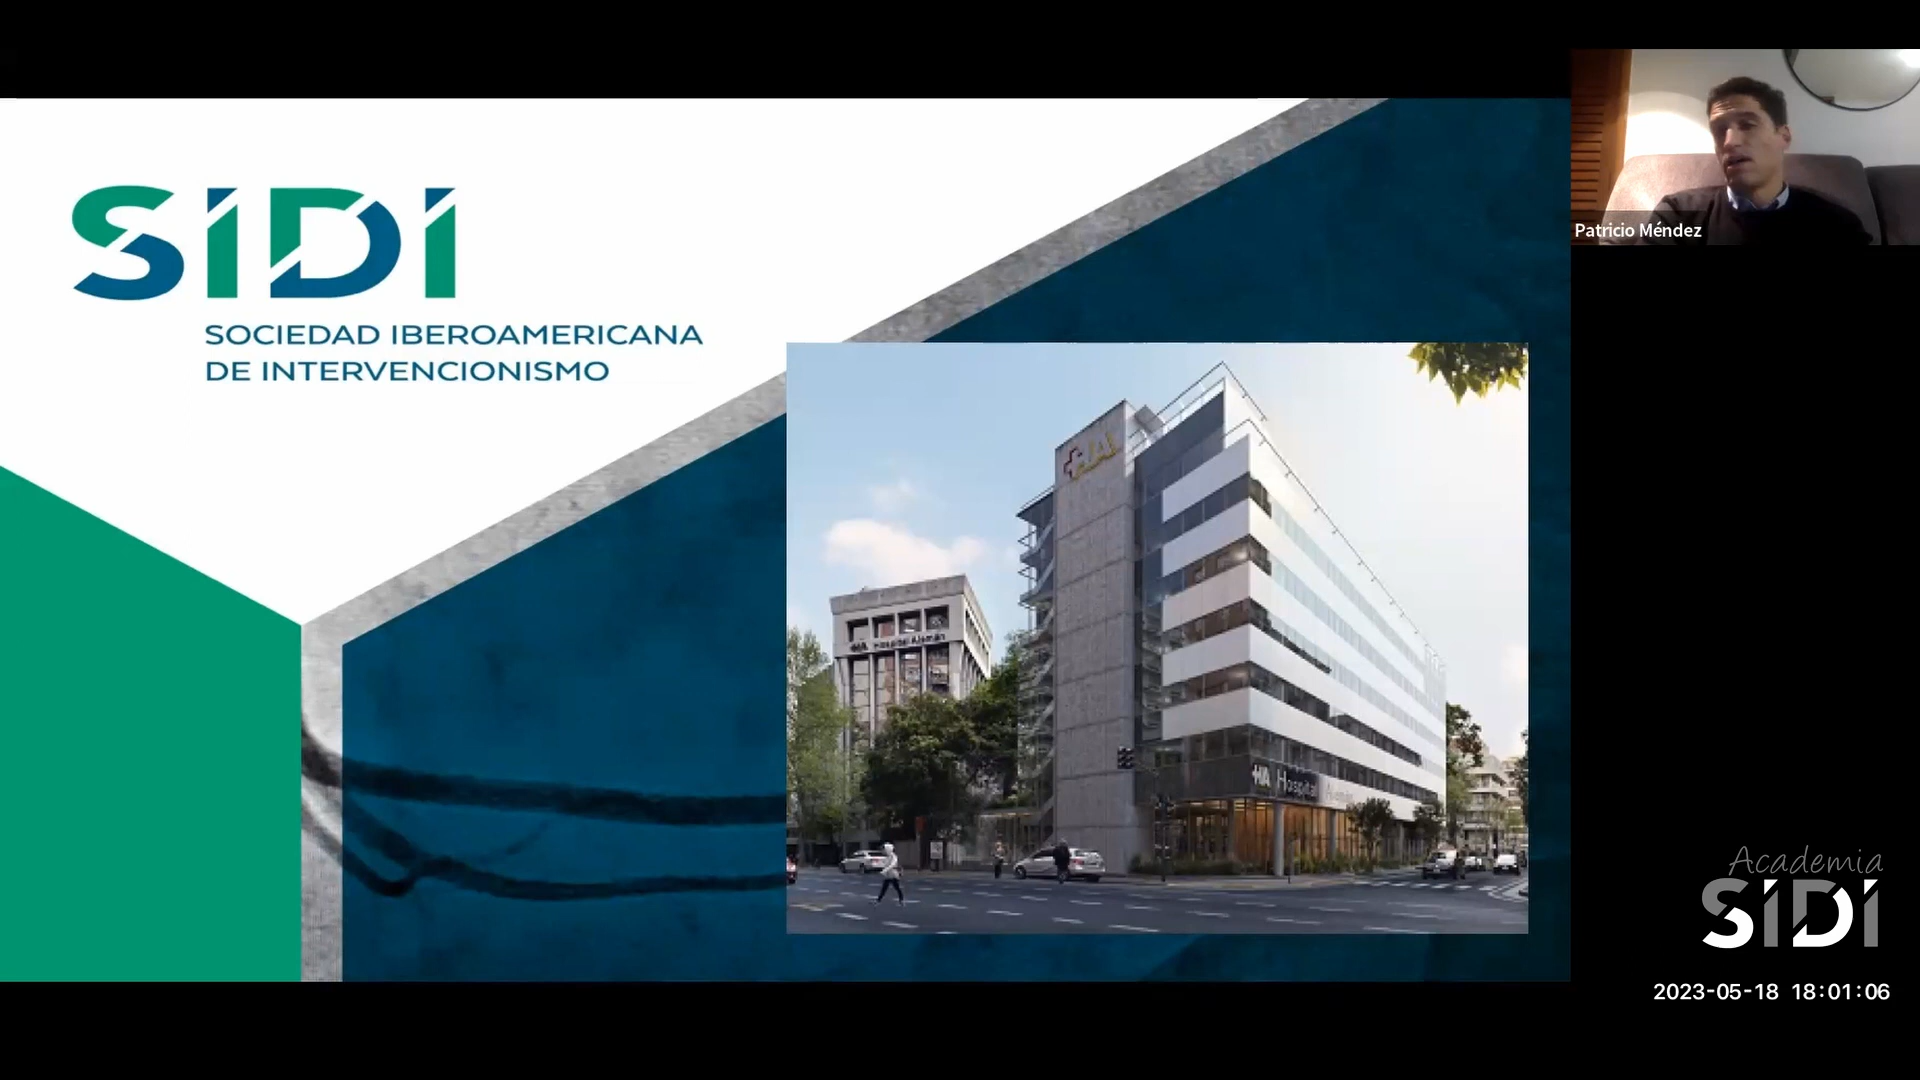 SiDi
SOCIEDAD IBEROAMERICANA
DE INTERVENCIONISMO
Patricio Méndez
HA
HA Hospital Alemán
HA Hospital
Academia
SiDi
2023-05-18 18:01:06